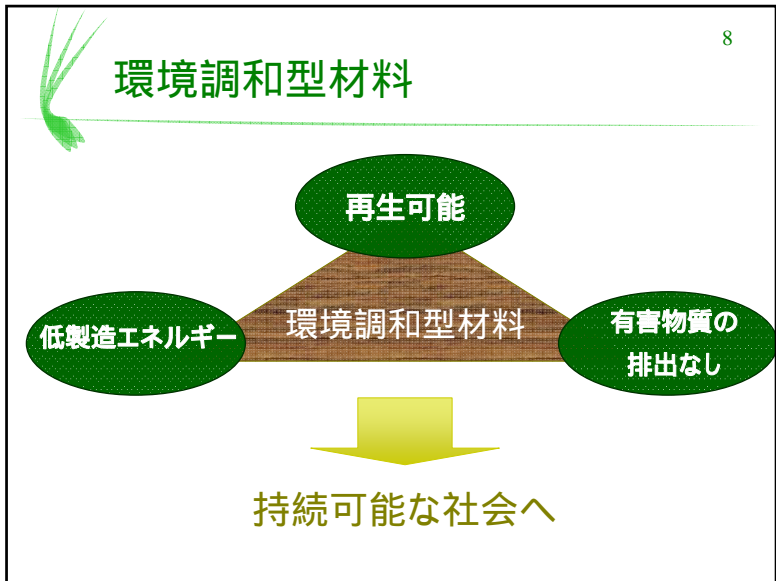 8
環境調和型材料
再生可能
低製造エネルギー
環境調和型材料
有害物質の
排出なし
持続可能な社会へ